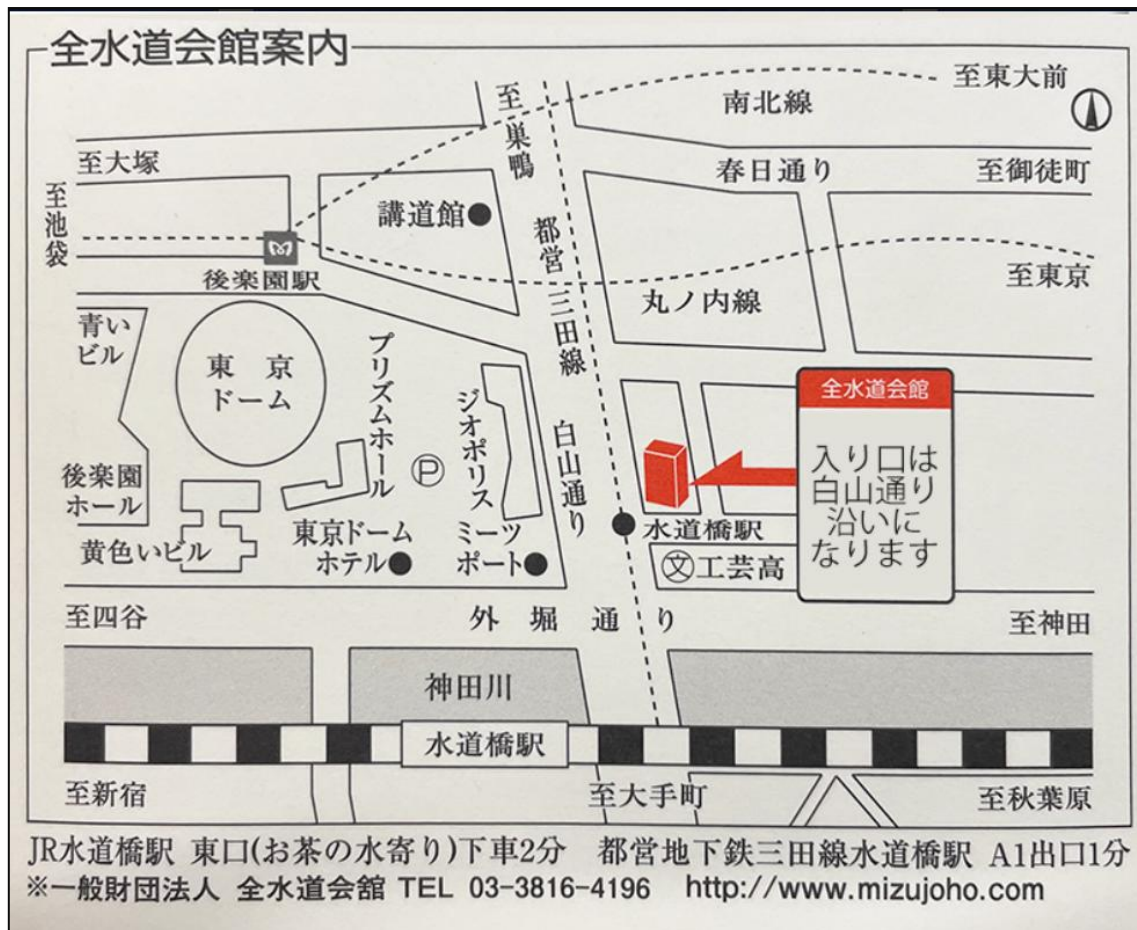 全水道会館案内
至東大前
南北線
至巣鴨
至大塚
春日通り
至御徒町
至池袋
講道館
都営三田線
後楽園駅
至東京
丸ノ内線
青い
ビル
東京
ドーム
プリズムホール
ジオポリス
白山通り
全水道会館
入り口は
白山通り
沿いに
なります
後楽園
ホール
P
水道橋駅
黄色いビル
東京ドーム
ホテル
ミーツ
ポート
文工芸高
至四谷
外堀通り
至神田
神田川
水道橋駅
至新宿
至大手町
至秋葉原
JR水道橋駅 東口(お茶の水寄り)下車2分 都営地下鉄三田線水道橋駅 A1出口1分
※一般財団法人 全水道会舘 TEL 03-3816-4196 http://www.mizujoho.com